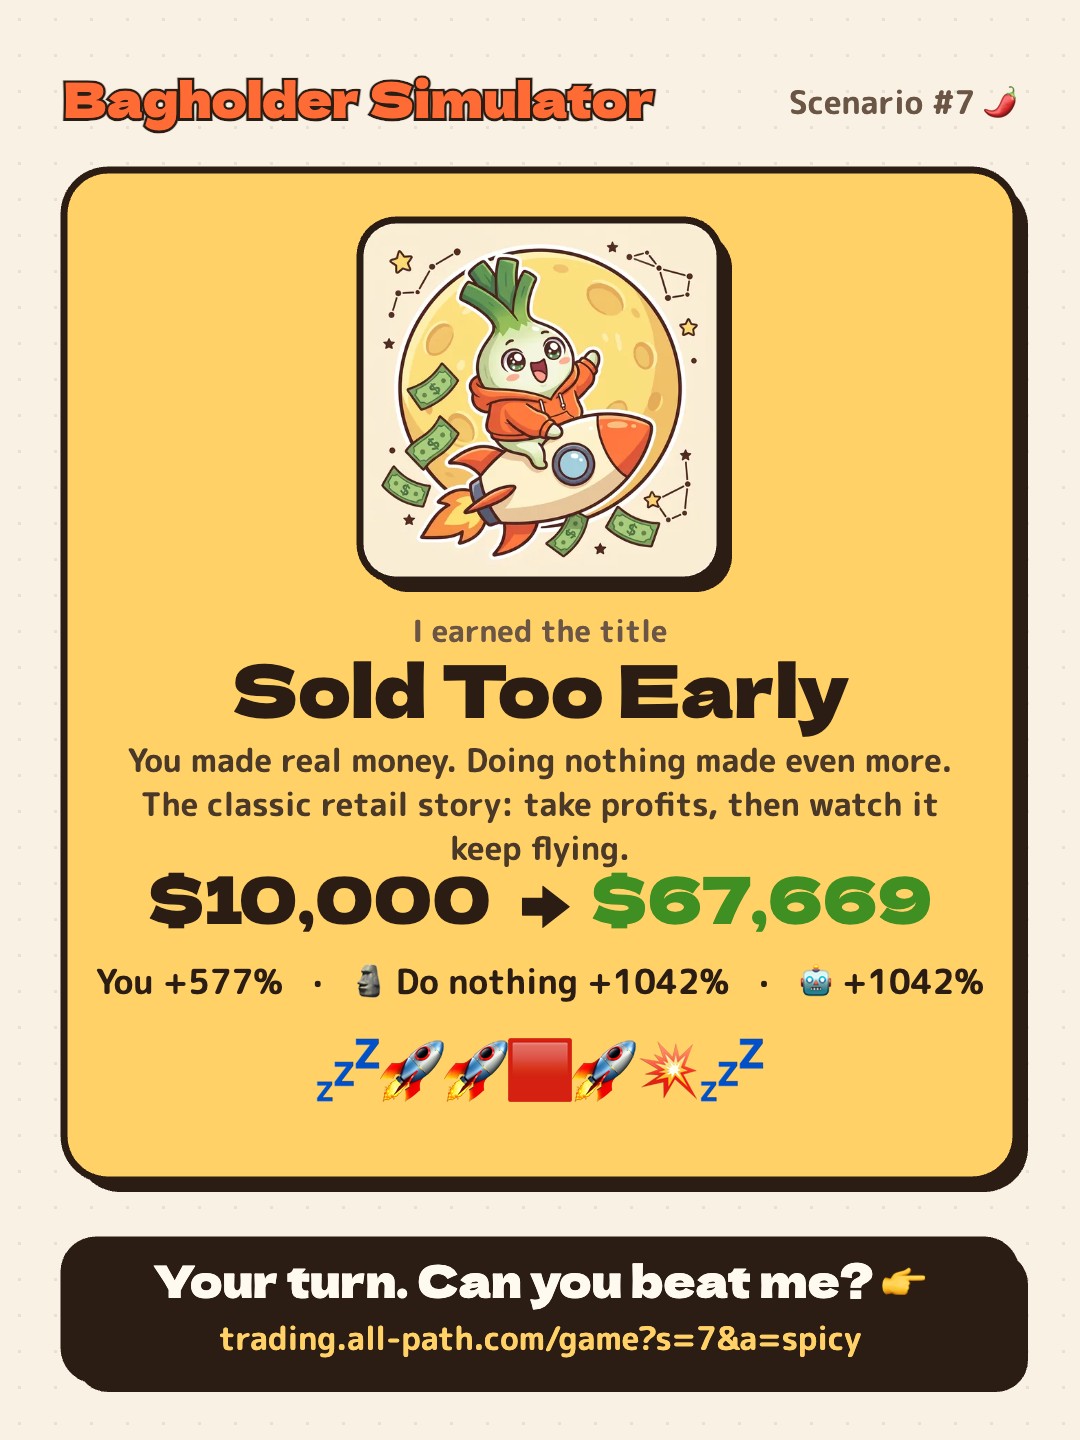 Bagholder Simulator
Scenario #7 🌶️
I earned the title
Sold Too Early
You made real money. Doing nothing made even more.
The classic retail story: take profits, then watch it
keep flying.
$10,000 → $67,669
You +577% · 🗿 Do nothing +1042% · 🤖 +1042%
💤🚀🚀🟥🚀💥💤
Your turn. Can you beat me? 👉
trading.all-path.com/game?s=7&a=spicy